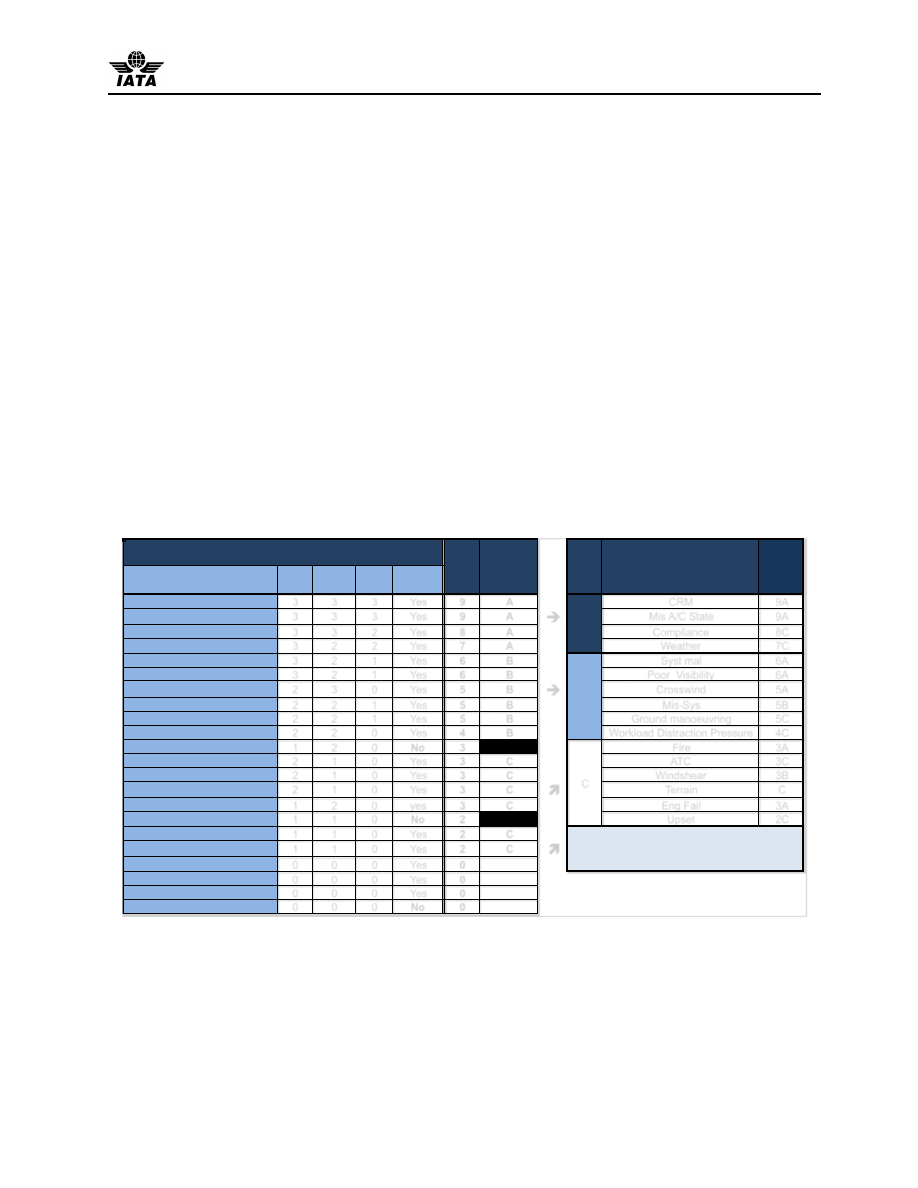 IATA
3 3 3 Yes 9 A CRM 9A
3 3 3 Yes 9 A → Mis A/C State 9A
3 3 2 Yes 8 A Compliance 8C
3 2 2 Yes 7 A Weather 7C
3 2 1 Yes 6 B Syst mal 6A
3 2 1 Yes 6 B Poor Visibility 6A
2 3 0 Yes 5 B → Crosswind 5A
2 2 1 Yes 5 B Mis-Sys 5B
2 2 1 Yes 5 B Ground manoeuvring 5C
2 2 0 Yes 4 B Workload Distraction Pressure 4C
1 2 0 No 3 Fire 3A
2 1 0 Yes 3 C ATC 3C
2 1 0 Yes 3 C Windshear 3B
2 1 0 Yes 3 C ↗ C Terrain C
1 2 0 yes 3 C Eng Fail 3A
1 1 0 No 2 Upset 2C
1 1 0 Yes 2 C
1 1 0 Yes 2 C ↗
0 0 0 Yes 0
0 0 0 Yes 0
0 0 0 Yes 0
0 0 0 No 0